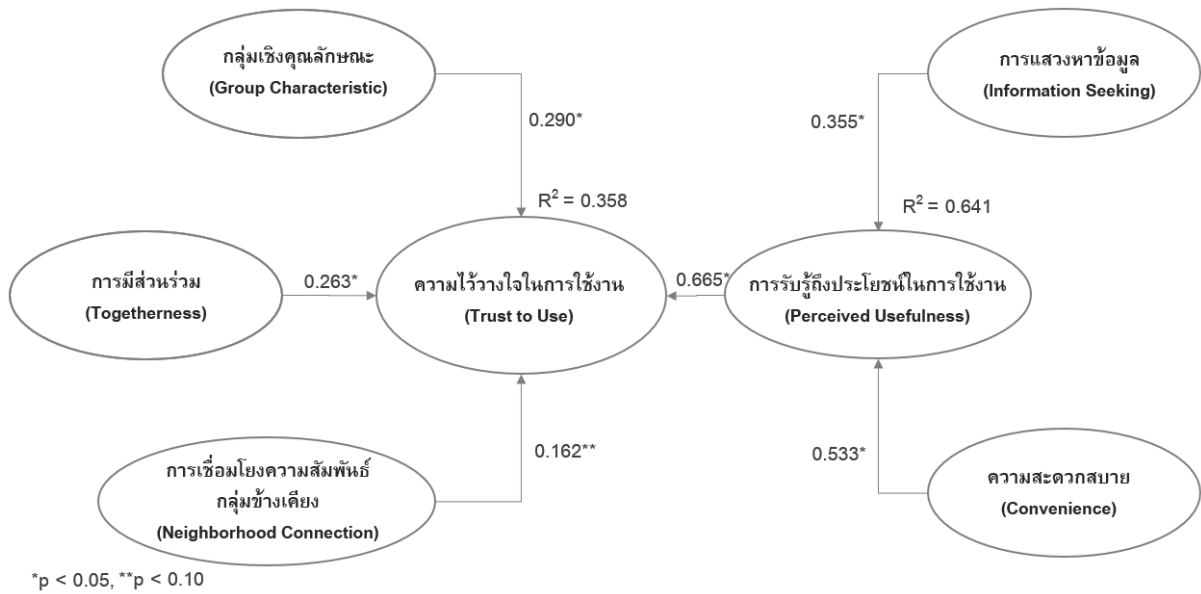 กลุ่มเชิงคุณลักษณะ
(Group Characteristic)
การแสวงหาข้อมูล
(Information Seeking)
0.290*
0.355*
R² = 0.358
R² = 0.641
การมีส่วนร่วม
(Togetherness)
0.263*
ความไว้วางใจในการใช้งาน
(Trust to Use)
0.665*
การรับรู้ถึงประโยชน์ในการใช้งาน
(Perceived Usefulness)
0.162**
0.533*
การเชื่อมโยงความสัมพันธ์
กลุ่มข้างเคียง
(Neighborhood Connection)
ความสะดวกสบาย
(Convenience)
*p < 0.05, **p < 0.10